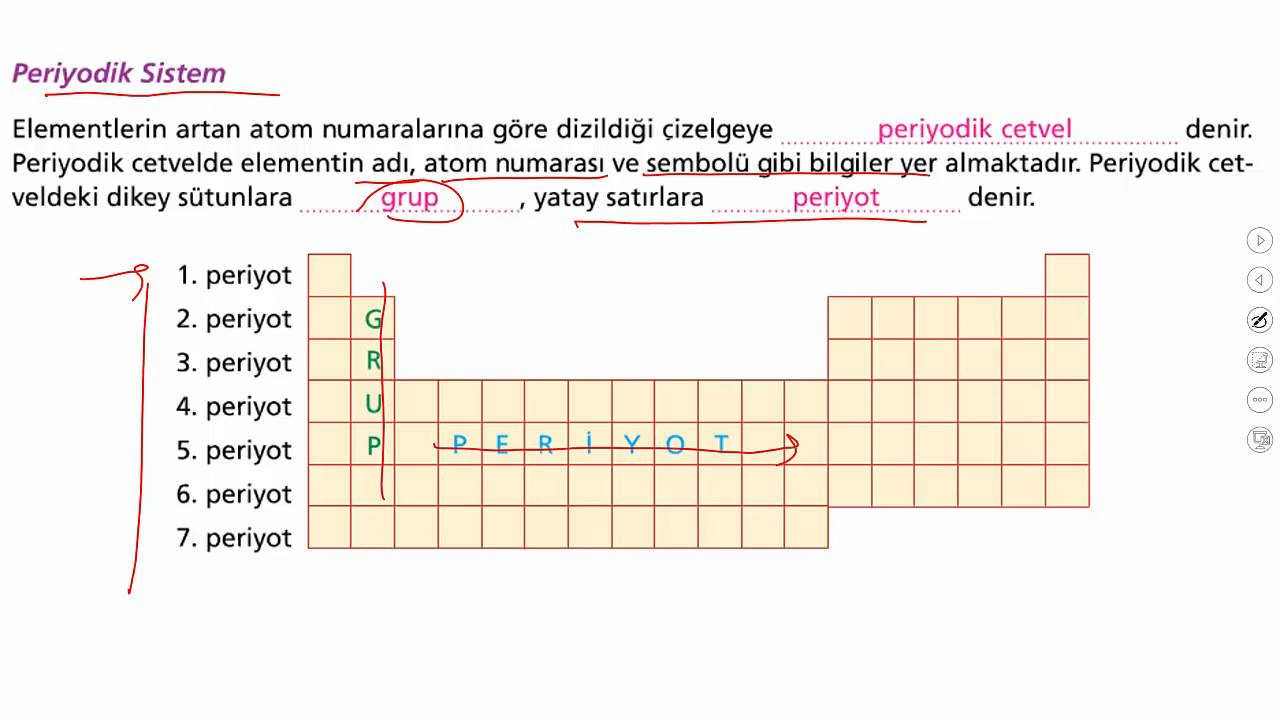 Periyodik Sistem
Elementlerin artan atom numaralarına göre dizildiği çizelgeye periyodik cetvel denir.
Periyodik cetvelde elementin adı, atom numarası ve sembolü gibi bilgiler yer almaktadır. Periyodik cet-
veldeki dikey sütunlara grup, yatay satırlara periyot denir.
1. periyot
2. periyot G
3. periyot R
4. periyot U
5. periyot P P E R İ Y O T
6. periyot
7. periyot